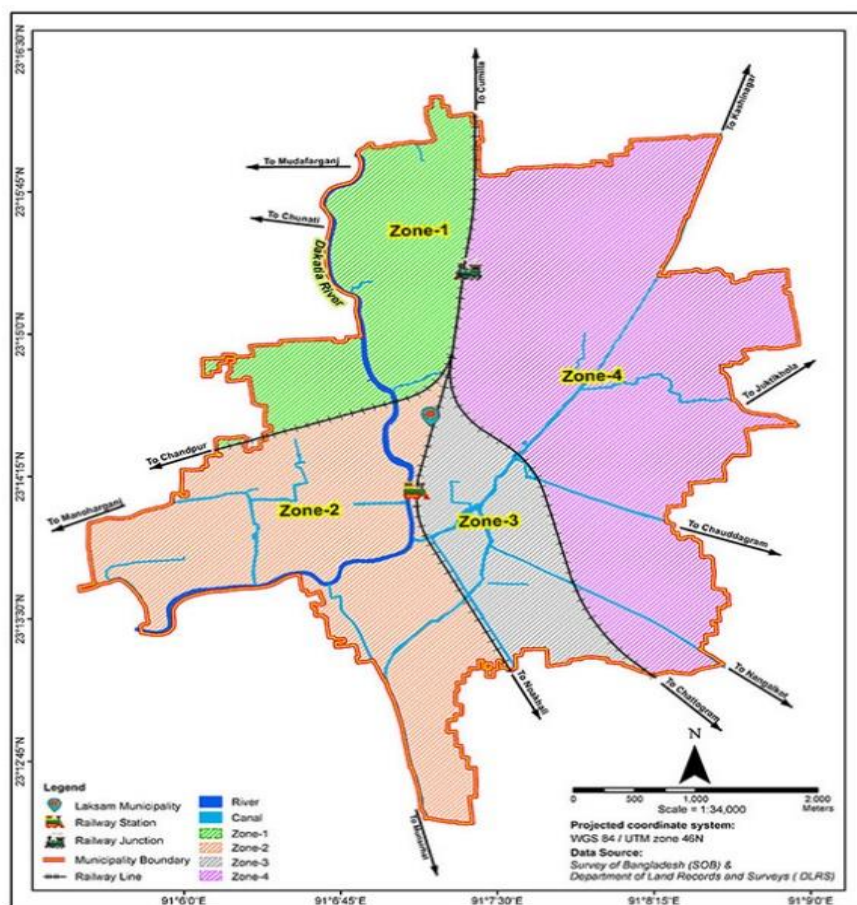 23°16'30"N
23°15'45"N
23°15'0"N
23°14'15"N
23°13'30"N
23°12'45"N
To Cumilla
To Kashinagar
To Mudafarganj
To Chunati
Dakatia River
Zone-1
Zone-4
To Juktikhola
To Chandpur
To Manoharganj
Zone-2
Zone-3
To Chauddagram
To Noakhali
To Chattogram
To Nangalkot
N
0 500 1,000 2,000
Meters
Scale = 1:34,000
Projected coordinate system:
WGS 84 / UTM zone 46N
Data Source:
Survey of Bangladesh (SOB) &
Department of Land Records and Surveys ( DLRS)
Legend
Laksam Municipality
Railway Station
Railway Junction
Municipality Boundary
Railway Line
River
Canal
Zone-1
Zone-2
Zone-3
Zone-4
91°6'0"E 91°6'45"E 91°7'30"E 91°8'15"E 91°9'0"E